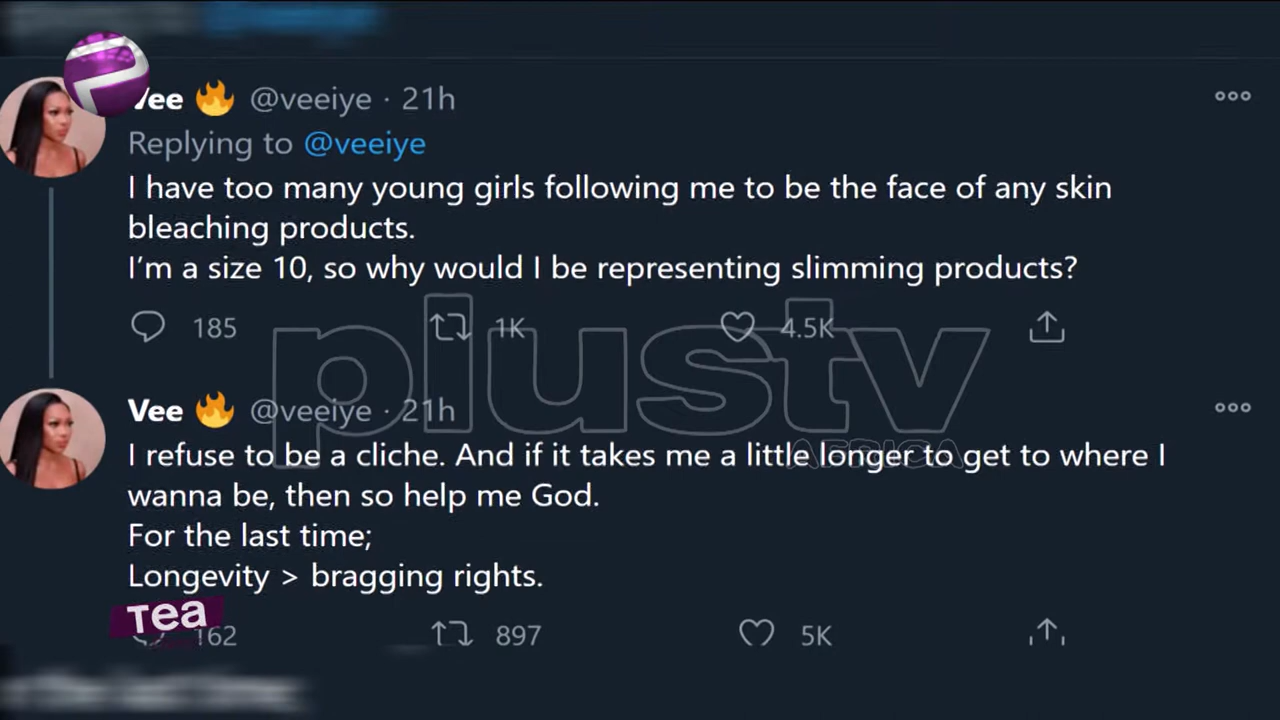 Vee 🔥 @veeiye · 21h
Replying to @veeiye
I have too many young girls following me to be the face of any skin
bleaching products.
I'm a size 10, so why would I be representing slimming products?
185 1K 4.5K
plustv
AFRICA
Vee 🔥 @veeiye · 21h
I refuse to be a cliche. And if it takes me a little longer to get to where I
wanna be, then so help me God.
For the last time;
Longevity > bragging rights.
Tea
162 897 5K